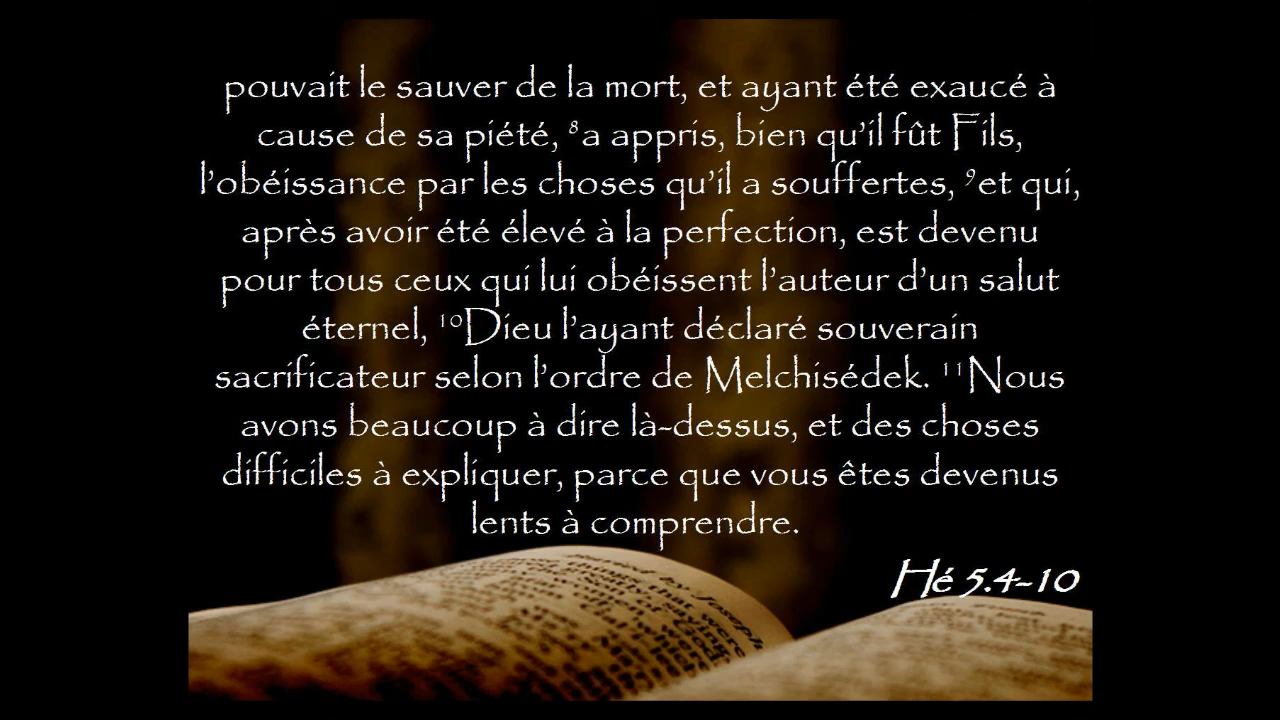 pouvait le sauver de la mort, et ayant été exaucé à
cause de sa piété, ⁸a appris, bien qu’il fût Fils,
l’obéissance par les choses qu’il a souffertes, ⁹et qui,
après avoir été élevé à la perfection, est devenu
pour tous ceux qui lui obéissent l’auteur d’un salut
éternel, ¹⁰Dieu l’ayant déclaré souverain
sacrificateur selon l’ordre de Melchisédek. ¹¹Nous
avons beaucoup à dire là-dessus, et des choses
difficiles à expliquer, parce que vous êtes devenus
lents à comprendre.
Hé 5.4-10